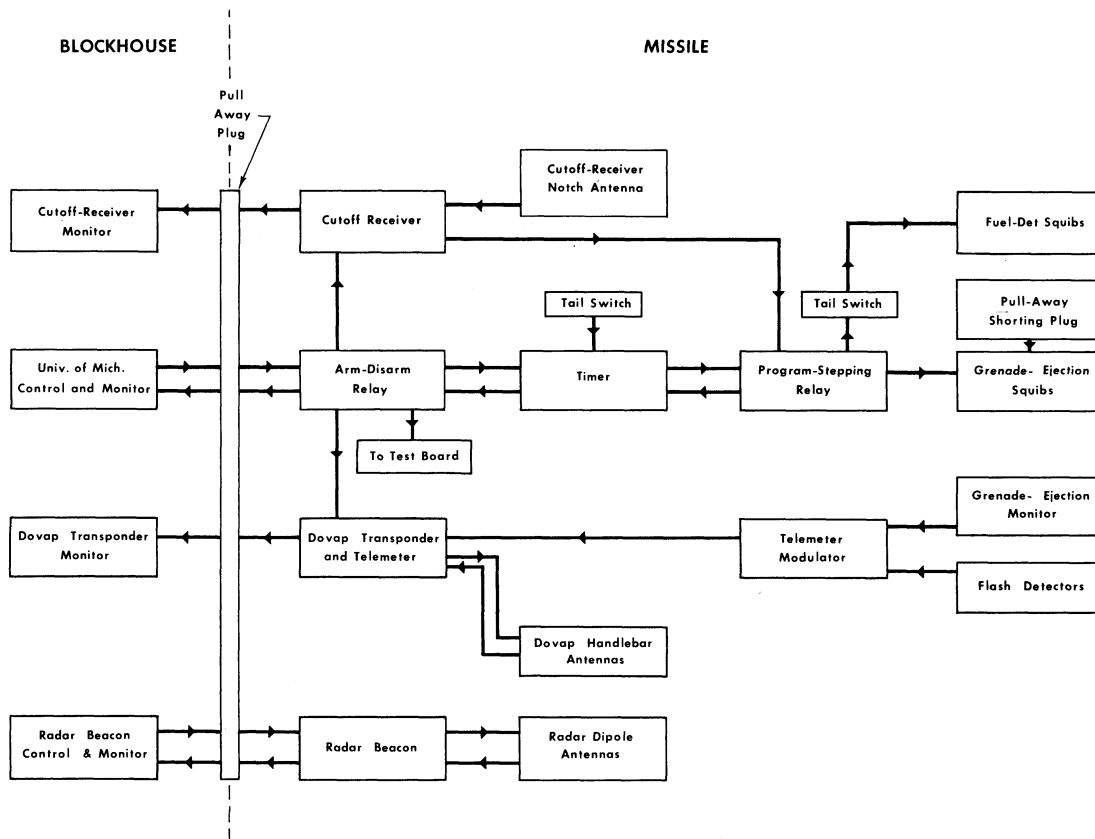 BLOCKHOUSE
MISSILE
Pull
Away
Plug
Cutoff-Receiver
Monitor
Cutoff Receiver
Cutoff-Receiver
Notch Antenna
Fuel-Det Squibs
Tail Switch
Tail Switch
Pull-Away
Shorting Plug
Univ. of Mich.
Control and Monitor
Arm-Disarm
Relay
Timer
Program-Stepping
Relay
Grenade- Ejection
Squibs
To Test Board
Dovap Transponder
Monitor
Dovap Transponder
and Telemeter
Telemeter
Modulator
Grenade- Ejection
Monitor
Flash Detectors
Dovap Handlebar
Antennas
Radar Beacon
Control & Monitor
Radar Beacon
Radar Dipole
Antennas